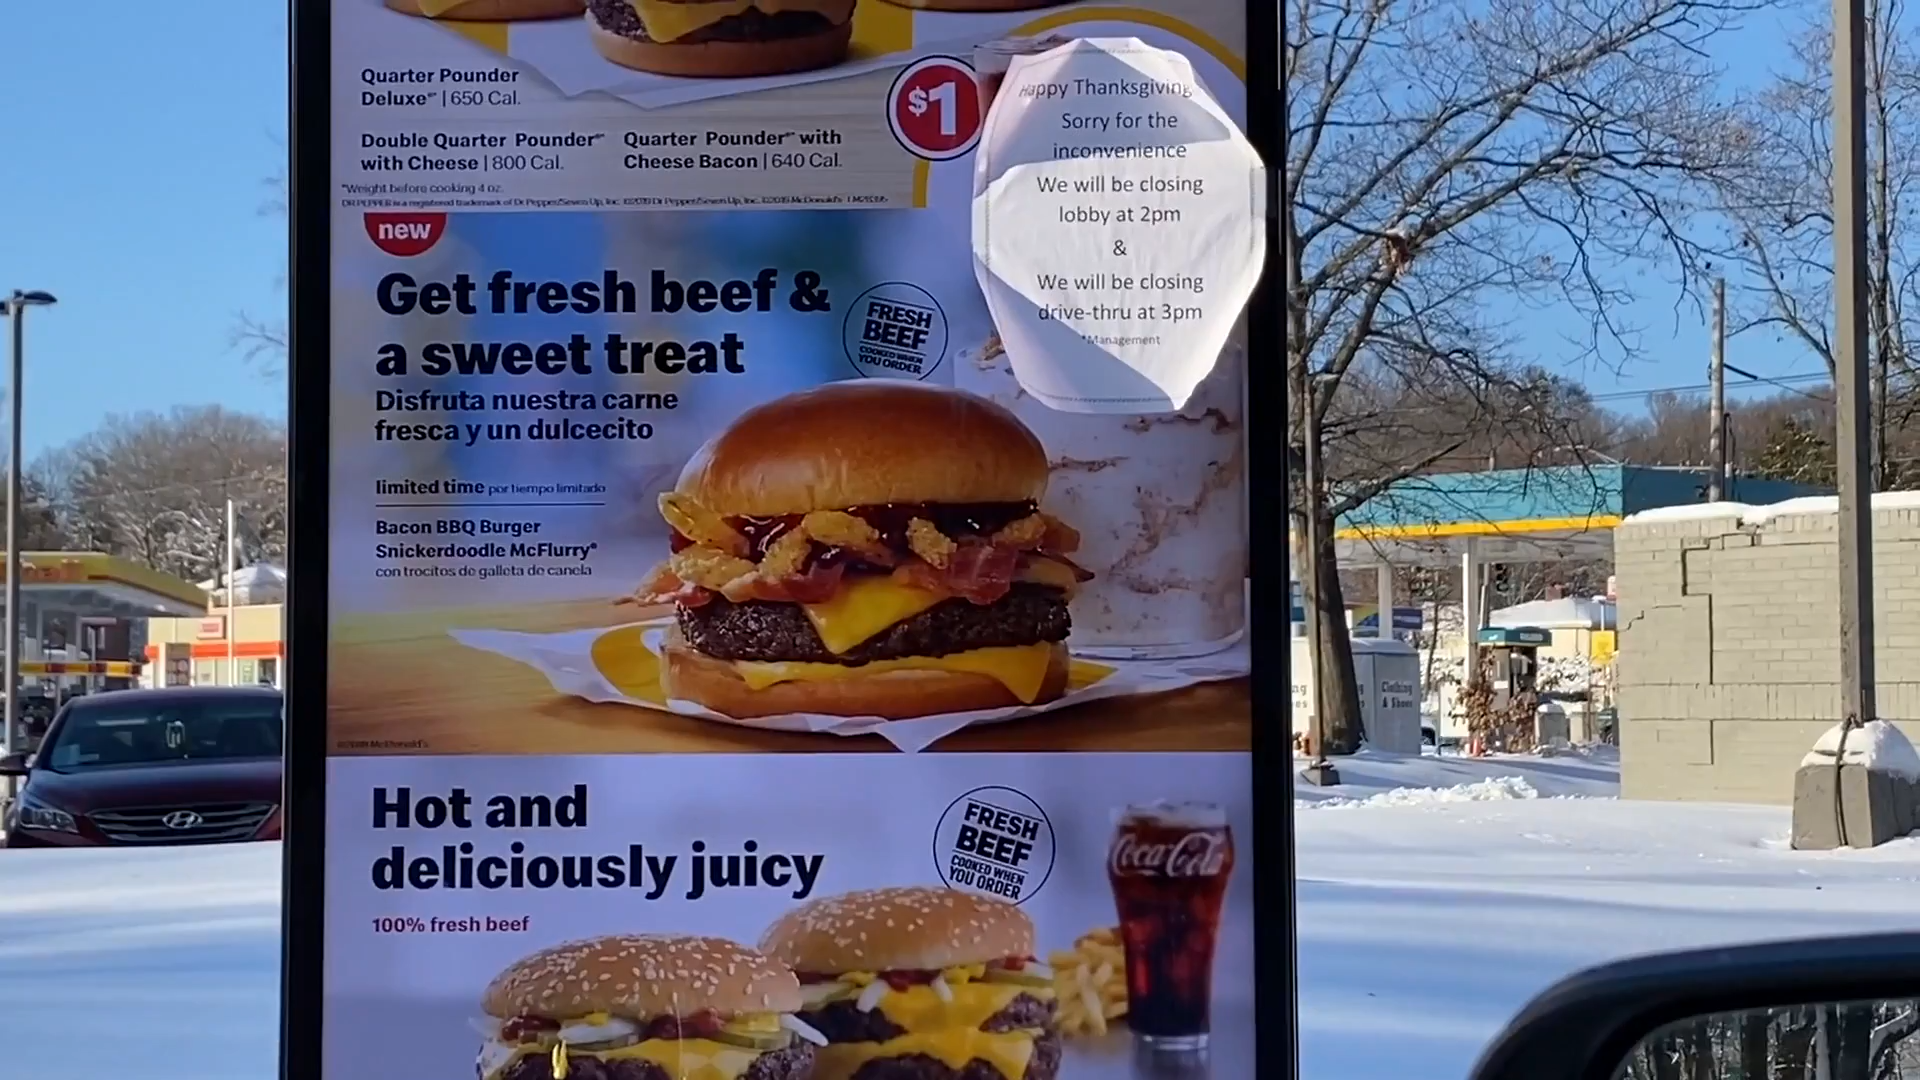 Quarter Pounder
Deluxe | 650 Cal.
Double Quarter Pounder
with Cheese | 800 Cal.
Quarter Pounder with
Cheese Bacon | 640 Cal.
*Weight before cooking 4 oz.
$1
Happy Thanksgiving
Sorry for the
inconvenience
We will be closing
lobby at 2pm
&
We will be closing
drive-thru at 3pm
*Management
new
Get fresh beef &
a sweet treat
Disfruta nuestra carne
fresca y un dulcecito
FRESH
BEEF
COOKED WHEN
YOU ORDER
limited time por tiempo limitado
Bacon BBQ Burger
Snickerdoodle McFlurry®
con trocitos de galleta de canela
Hot and
deliciously juicy
100% fresh beef
FRESH
BEEF
COOKED WHEN
YOU ORDER
Coca-Cola
Clothing
& Shoes